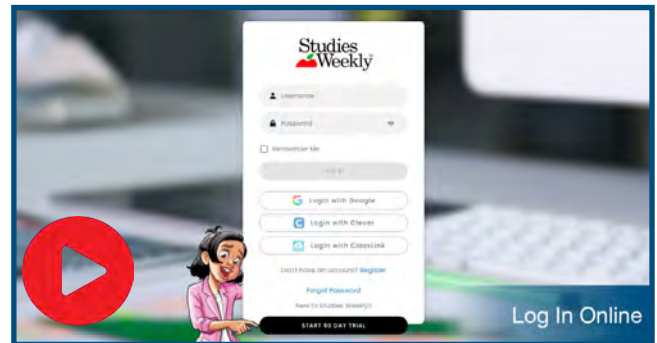 Studies
Weekly
Username
Password
Remember Me
LOG IN
Login with Google
C Login with Clever
Login with ClassLink
Don't have an account? Register
Forgot Password
New to Studies Weekly?
START 90 DAY TRIAL
Log In Online